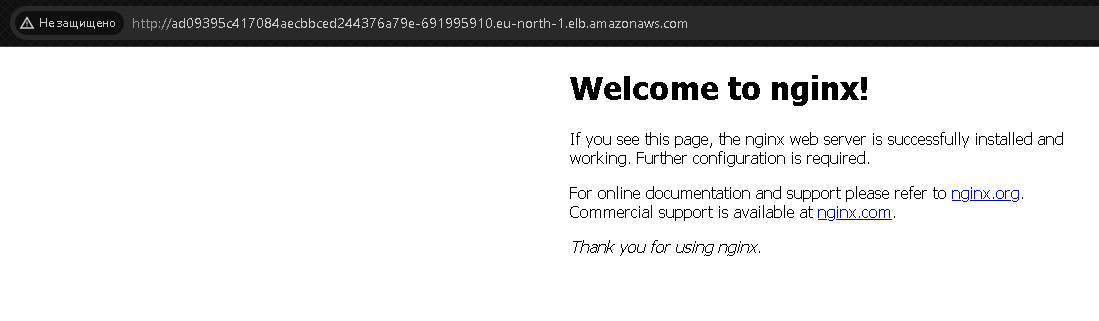 Не защищено http://ad09395c417084aecbbced244376a79e-691995910.eu-north-1.elb.amazonaws.com
Welcome to nginx!
If you see this page, the nginx web server is successfully installed and
working. Further configuration is required.
For online documentation and support please refer to nginx.org.
Commercial support is available at nginx.com.
Thank you for using nginx.